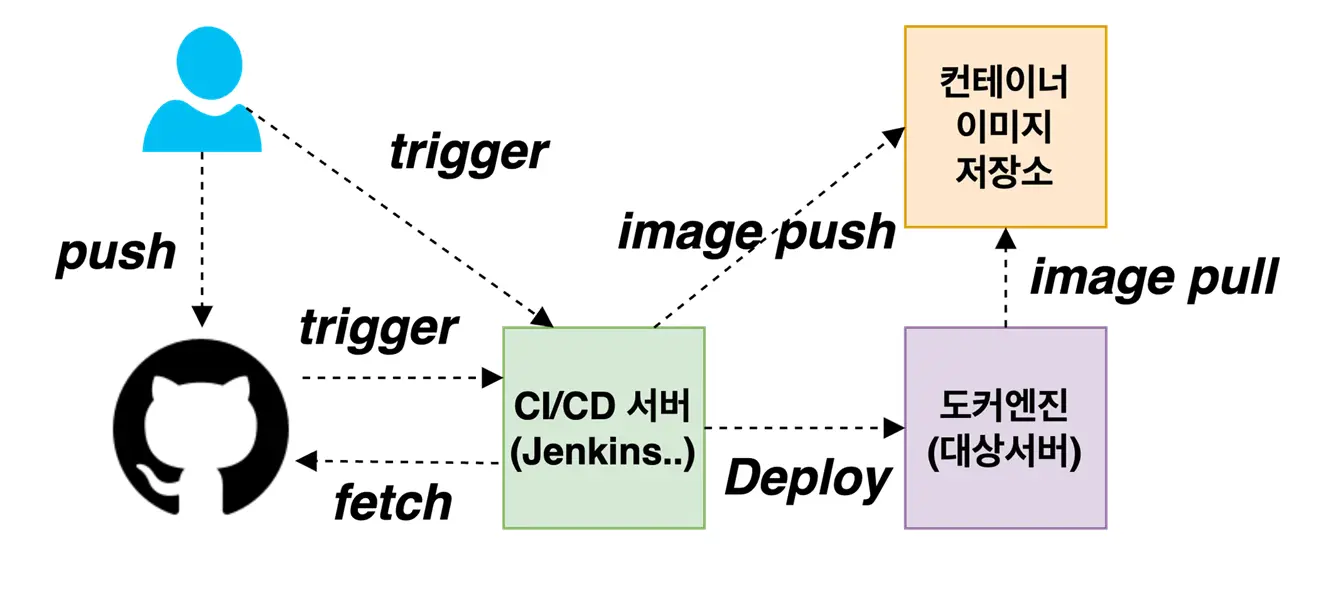 컨테이너
이미지
저장소
trigger
image push
push
image pull
trigger
CI/CD 서버
(Jenkins..)
도커엔진
(대상서버)
Deploy
fetch